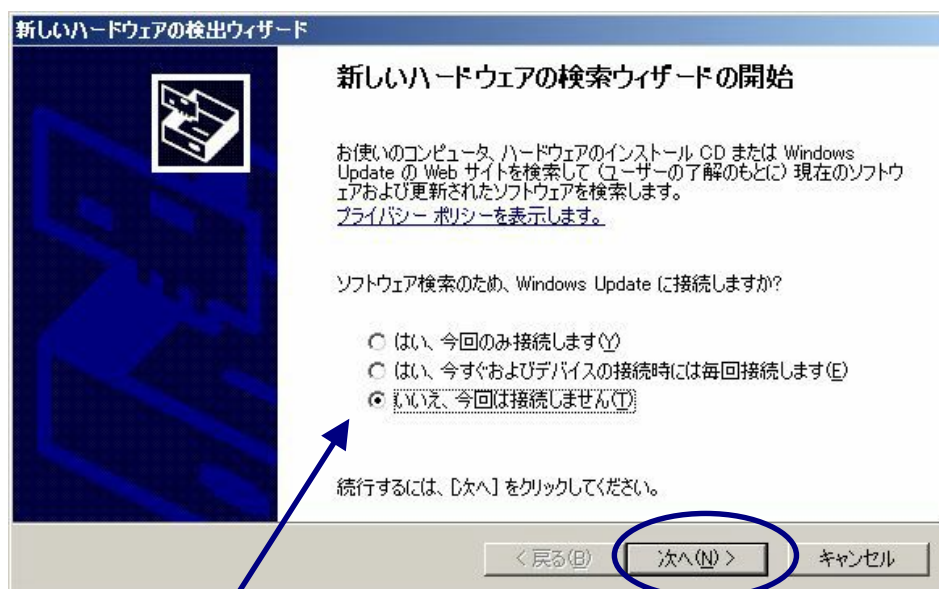 新しいハードウェアの検出ウィザード
新しいハードウェアの検索ウィザードの開始
お使いのコンピュータ、ハードウェアのインストール CD または Windows
Update の Web サイトを検索して (ユーザーの了解のもとに) 現在のソフトウ
ェアおよび更新されたソフトウェアを検索します。
プライバシー ポリシーを表示します。
ソフトウェア検索のため、Windows Update に接続しますか?
はい、今回のみ接続します(Y)
はい、今すぐおよびデバイスの接続時には毎回接続します(E)
いいえ、今回は接続しません(T)
続行するには、[次へ] をクリックしてください。
< 戻る(B)
次へ(N) >
キャンセル